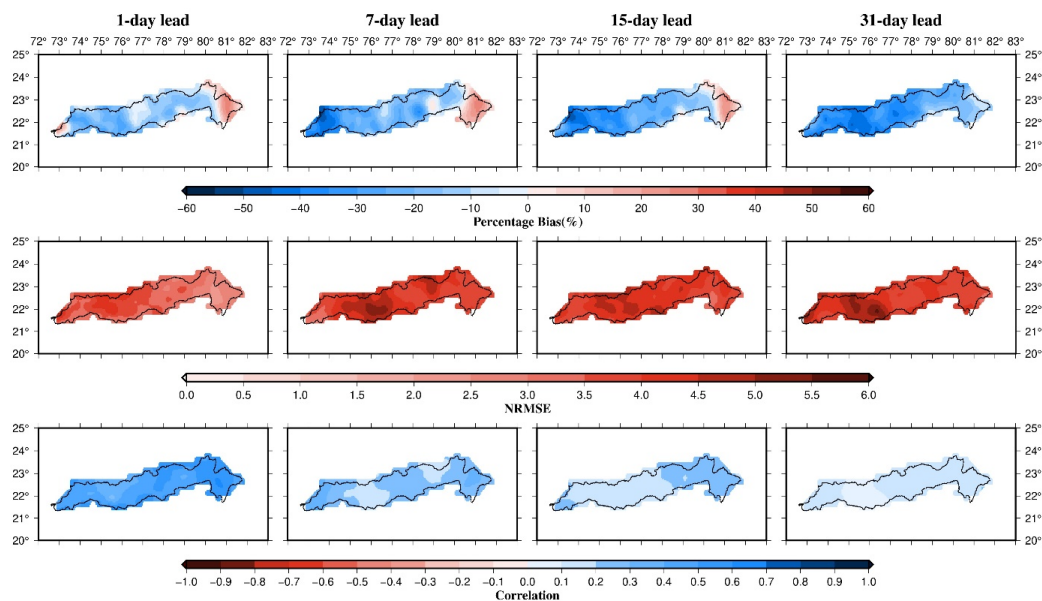 1-day lead 7-day lead 15-day lead 31-day lead
72° 73° 74° 75° 76° 77° 78° 79° 80° 81° 82° 83° 72° 73° 74° 75° 76° 77° 78° 79° 80° 81° 82° 83° 72° 73° 74° 75° 76° 77° 78° 79° 80° 81° 82° 83° 72° 73° 74° 75° 76° 77° 78° 79° 80° 81° 82° 83°
25° 25°
24° 24°
23° 23°
22° 22°
21° 21°
20° 20°
−60 −50 −40 −30 −20 −10 0 10 20 30 40 50 60
Percentage Bias(%)
25° 25°
24° 24°
23° 23°
22° 22°
21° 21°
20° 20°
0.0 0.5 1.0 1.5 2.0 2.5 3.0 3.5 4.0 4.5 5.0 5.5 6.0
NRMSE
25° 25°
24° 24°
23° 23°
22° 22°
21° 21°
20° 20°
−1.0 −0.9 −0.8 −0.7 −0.6 −0.5 −0.4 −0.3 −0.2 −0.1 0.0 0.1 0.2 0.3 0.4 0.5 0.6 0.7 0.8 0.9 1.0
Correlation